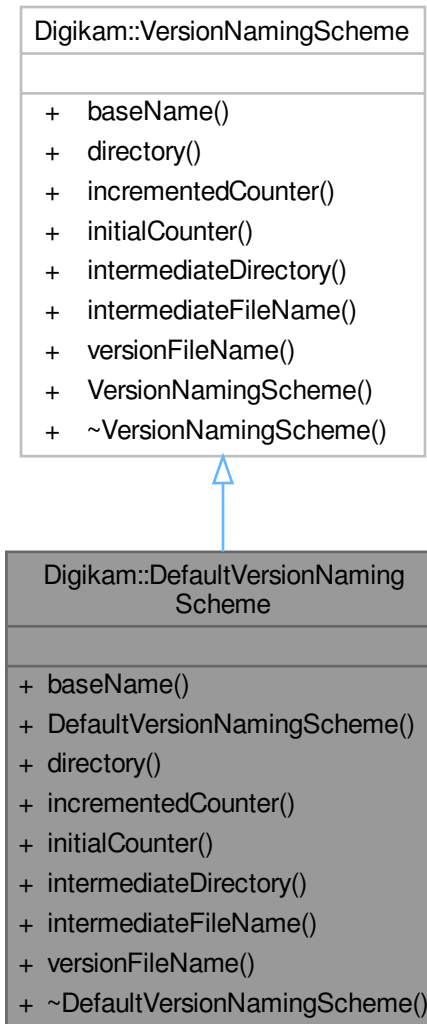 Digikam::VersionNamingScheme
+ baseName()
+ directory()
+ incrementedCounter()
+ initialCounter()
+ intermediateDirectory()
+ intermediateFileName()
+ versionFileName()
+ VersionNamingScheme()
+ ~VersionNamingScheme()
Digikam::DefaultVersionNaming
Scheme
+ baseName()
+ DefaultVersionNamingScheme()
+ directory()
+ incrementedCounter()
+ initialCounter()
+ intermediateDirectory()
+ intermediateFileName()
+ versionFileName()
+ ~DefaultVersionNamingScheme()